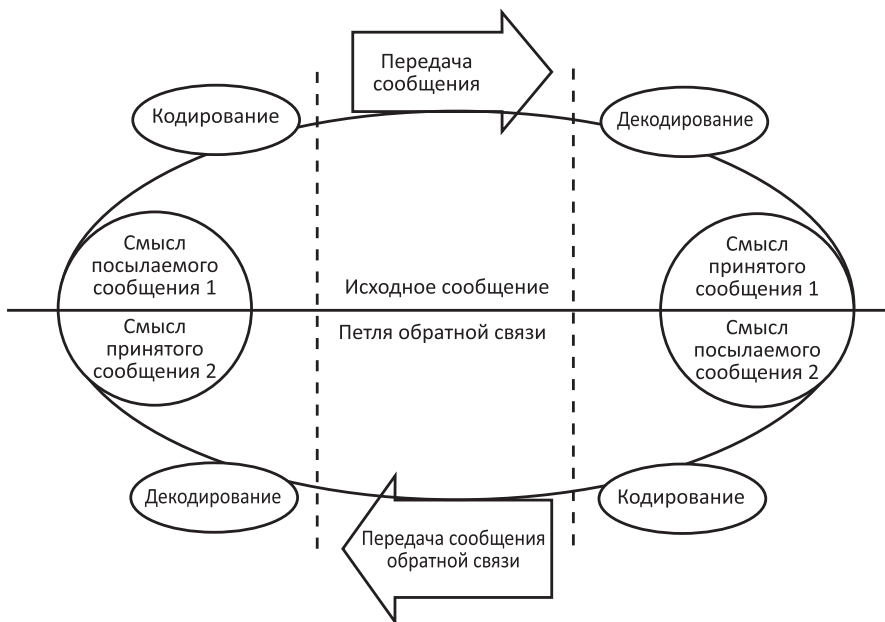 Передача
сообщения
Кодирование
Декодирование
Смысл
посылаемого
сообщения 1
Смысл
принятого
сообщения 1
Исходное сообщение
Петля обратной связи
Смысл
принятого
сообщения 2
Смысл
посылаемого
сообщения 2
Декодирование
Кодирование
Передача сообщения
обратной связи